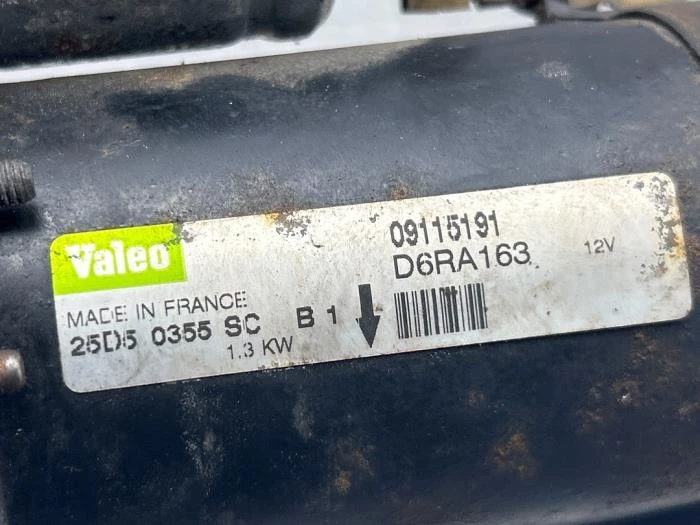 Valeo
09115191
D6RA163
12V
MADE IN FRANCE
25D5 0355 SC B 1
1.3 KW